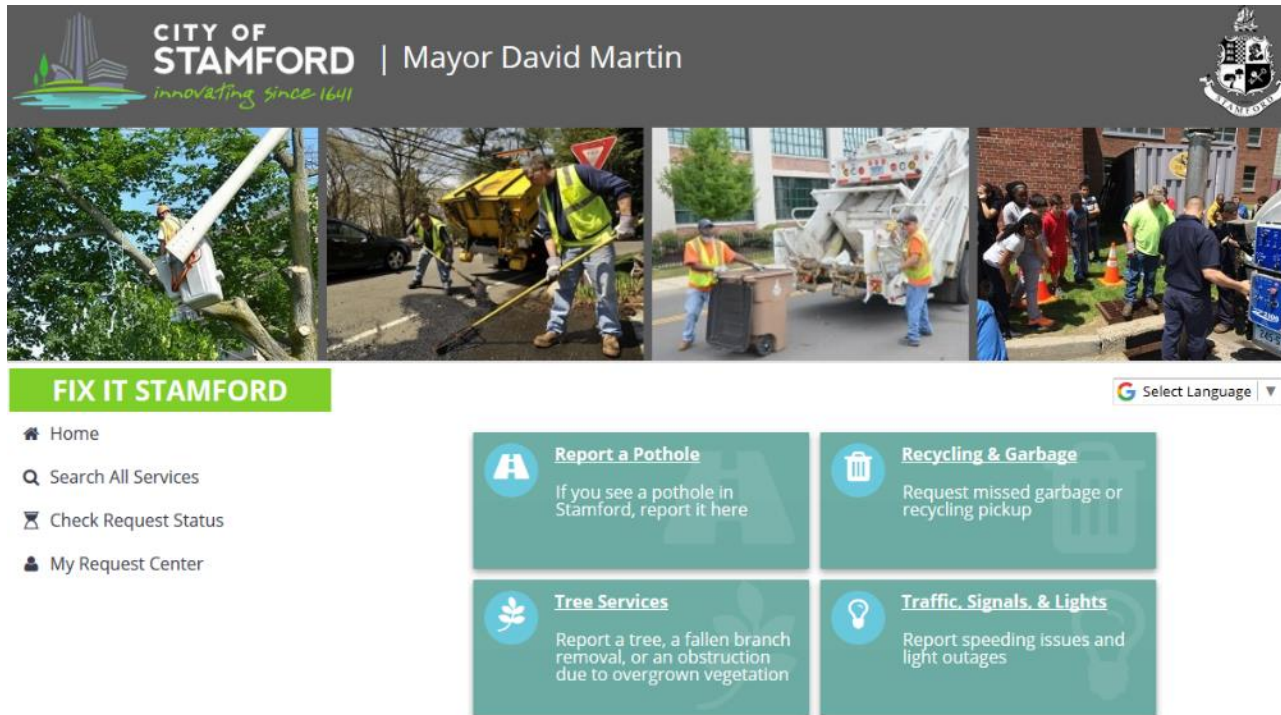 CITY OF
STAMFORD
innovating since 1641
| Mayor David Martin
STAMFORD
FIX IT STAMFORD
Select Language
Home
Search All Services
Check Request Status
My Request Center
Report a Pothole
If you see a pothole in
Stamford, report it here
Recycling & Garbage
Request missed garbage or
recycling pickup
Tree Services
Report a tree, a fallen branch
removal, or an obstruction
due to overgrown vegetation
Traffic, Signals, & Lights
Report speeding issues and
light outages